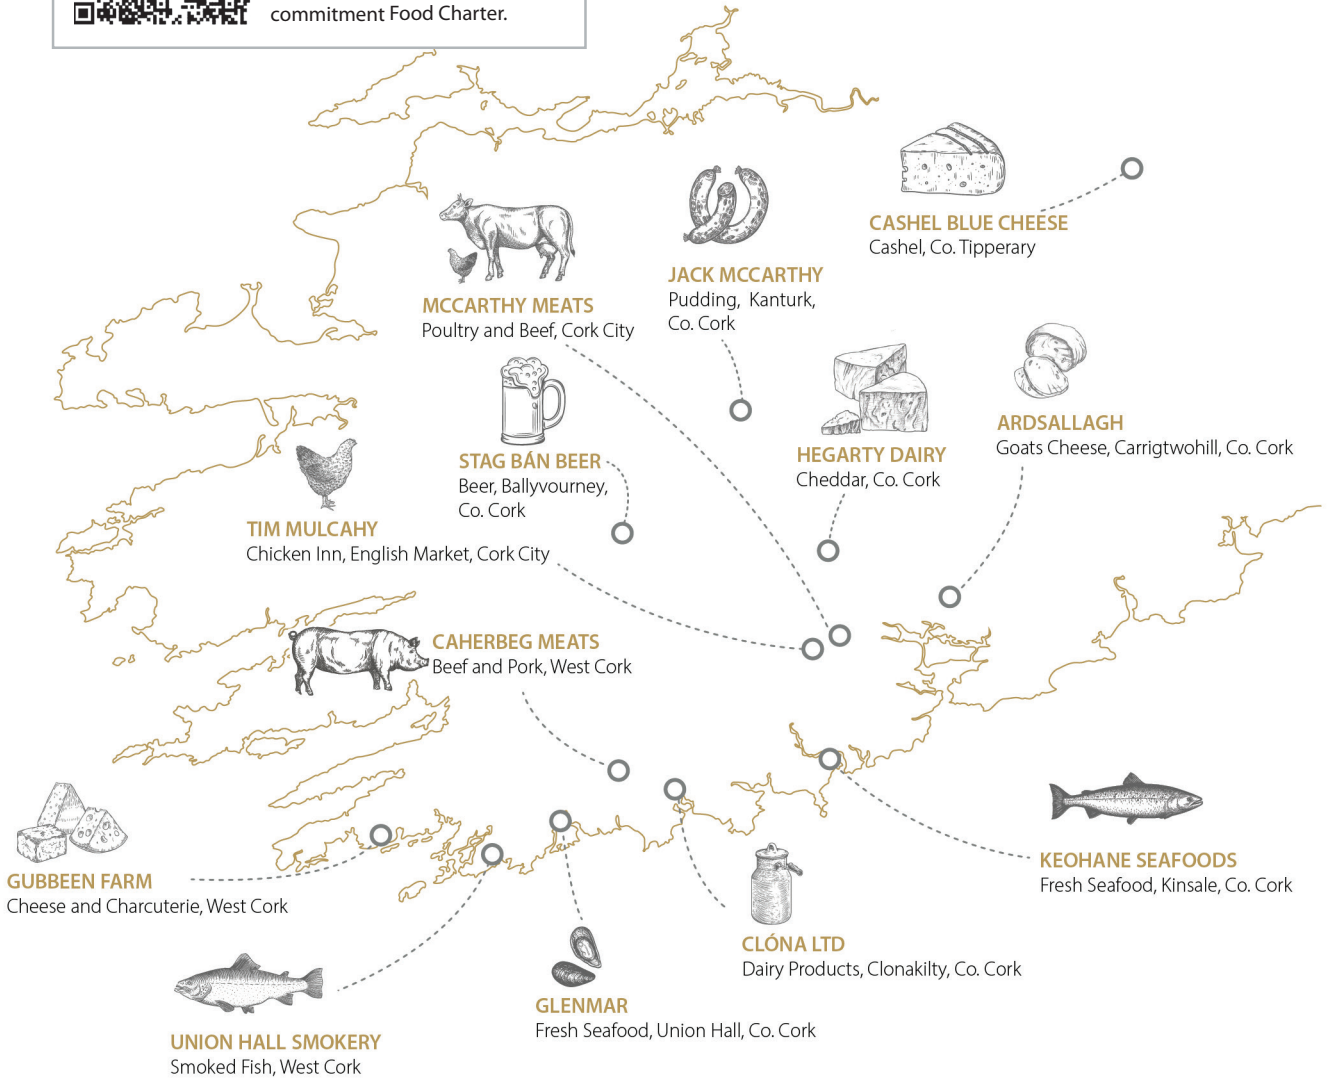 commitment Food Charter.
CASHEL BLUE CHEESE
Cashel, Co. Tipperary
JACK MCCARTHY
Pudding, Kanturk,
Co. Cork
MCCARTHY MEATS
Poultry and Beef, Cork City
ARDSALLAGH
Goats Cheese, Carrigtwohill, Co. Cork
HEGARTY DAIRY
Cheddar, Co. Cork
STAG BÁN BEER
Beer, Ballyvourney,
Co. Cork
TIM MULCAHY
Chicken Inn, English Market, Cork City
CAHERBEG MEATS
Beef and Pork, West Cork
KEOHANE SEAFOODS
Fresh Seafood, Kinsale, Co. Cork
GUBBEEN FARM
Cheese and Charcuterie, West Cork
CLÓNA LTD
Dairy Products, Clonakilty, Co. Cork
GLENMAR
Fresh Seafood, Union Hall, Co. Cork
UNION HALL SMOKERY
Smoked Fish, West Cork